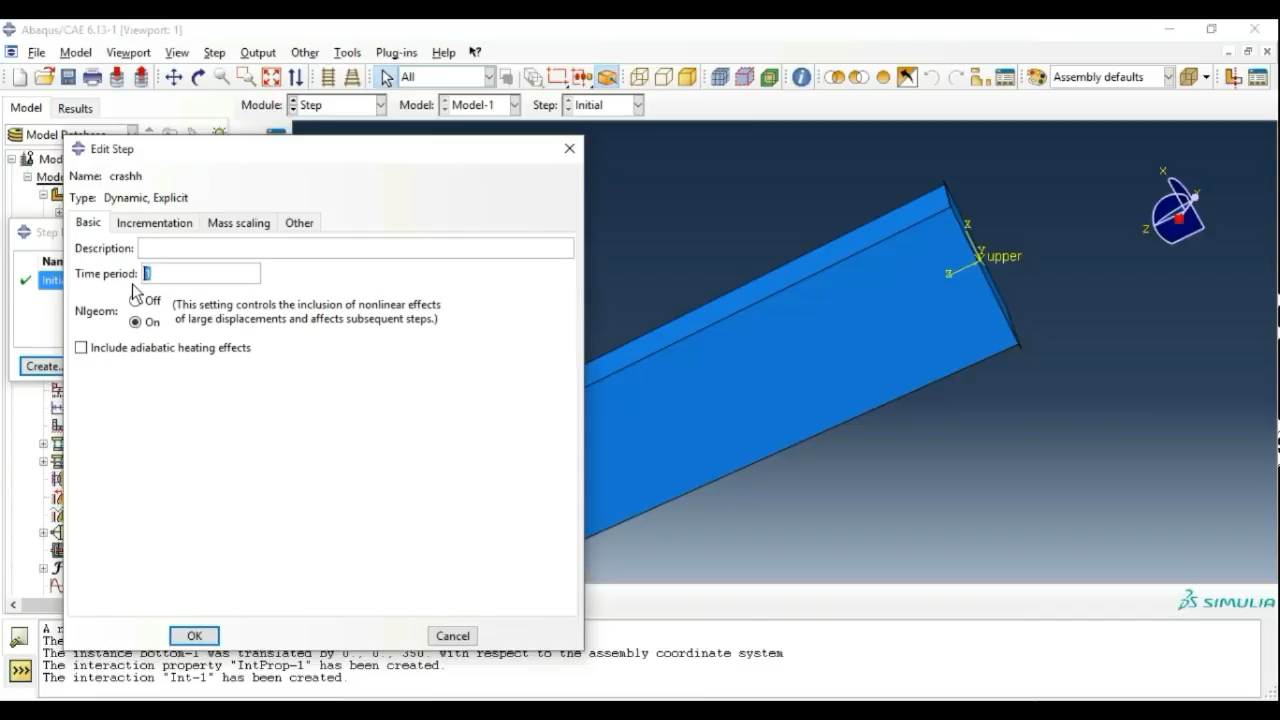 Abaqus/CAE 6.13-1 [Viewport: 1]
File Model Viewport View Step Output Other Tools Plug-ins Help
All
Assembly defaults
Model Results
Module: Step Model: Model-1 Step: Initial
Model
Edit Step
Name: crashh
Type: Dynamic, Explicit
Basic Incrementation Mass scaling Other
Description:
Time period: 1
Nlgeom:
Off
On
(This setting controls the inclusion of nonlinear effects
of large displacements and affects subsequent steps.)
Include adiabatic heating effects
OK Cancel
Step
Nan
Initi
Create...
X
Y
Z
X
Y upper
Z
SIMULIA
The instance bottom-1 was translated by 0., 0., 350. with respect to the assembly coordinate system
The interaction property "IntProp-1" has been created.
The interaction "Int-1" has been created.